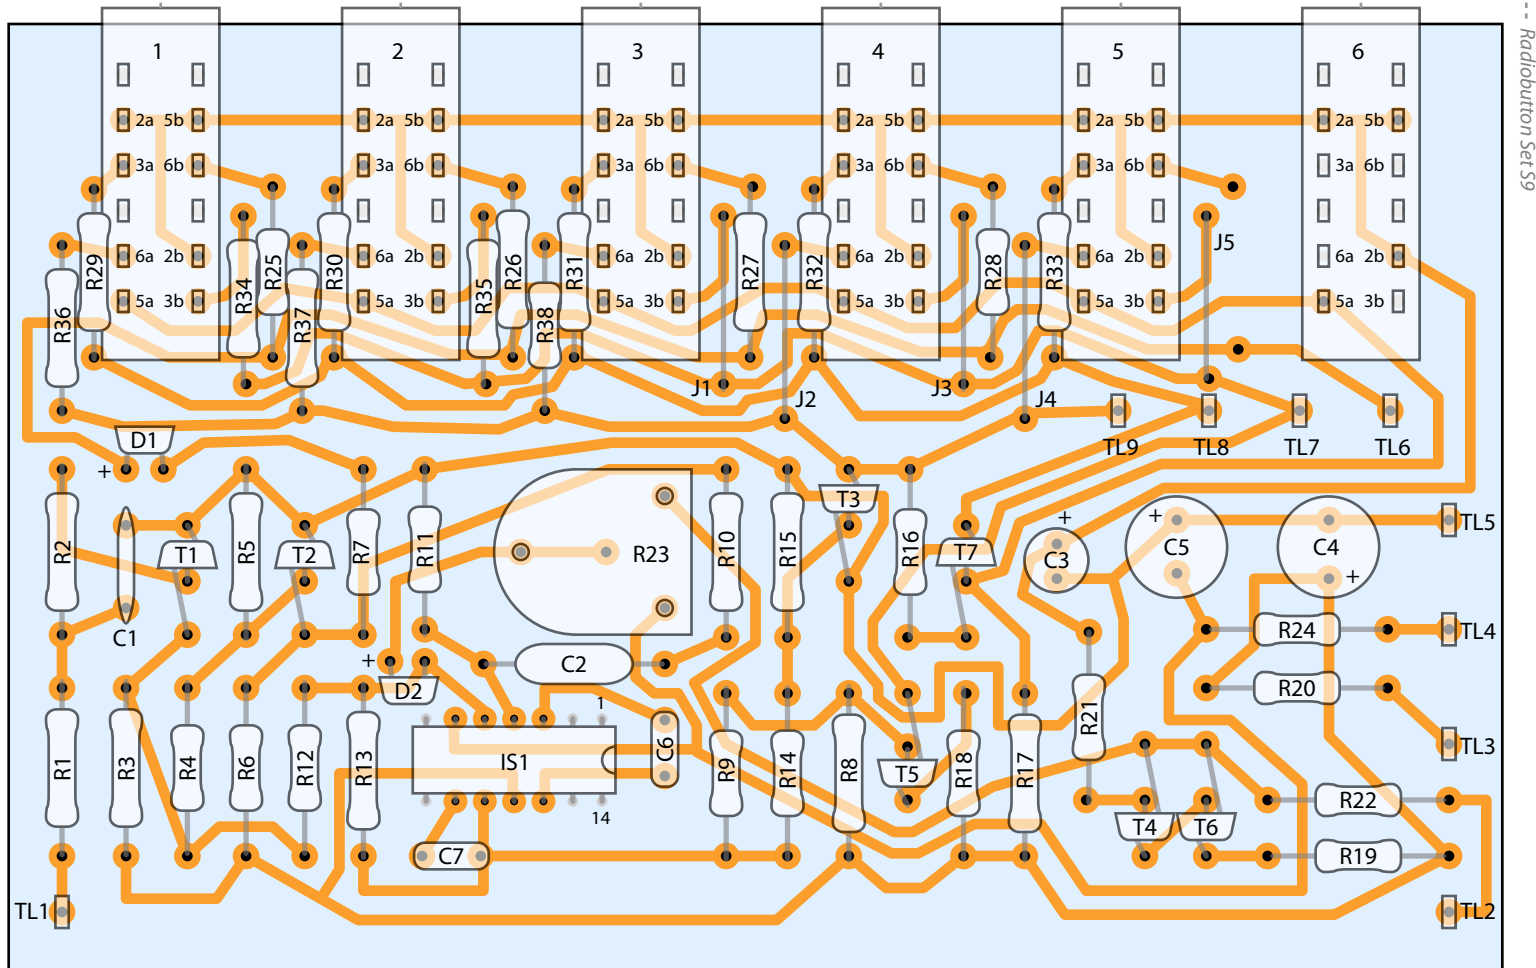 1 2 3 4 5 6
2a 5b 2a 5b 2a 5b 2a 5b 2a 5b 2a 5b
3a 6b 3a 6b 3a 6b 3a 6b 3a 6b 3a 6b
6a 2b 6a 2b 6a 2b 6a 2b 6a 2b 6a 2b
5a 3b 5a 3b 5a 3b 5a 3b 5a 3b 5a 3b
--- Radiobutton Set S9
R36 R29 R34 R25 R37 R30 R35 R26 R38 R31 R27 R32 R28 R33 J5
J1 J2 J3 J4
TL9 TL8 TL7 TL6
D1
+
R2 C1 T1 R5 T2 R7 R11 R23 R10 R15 T3 R16 T7 + C3 + C5 C4 + TL5
+ D2 C2 R24 TL4
R20 TL3
R1 R3 R4 R6 R12 R13 IS1 1 14 C6 R9 R14 R8 T5 R18 R17 R21 T4 T6 R22
C7 R19
TL1 TL2